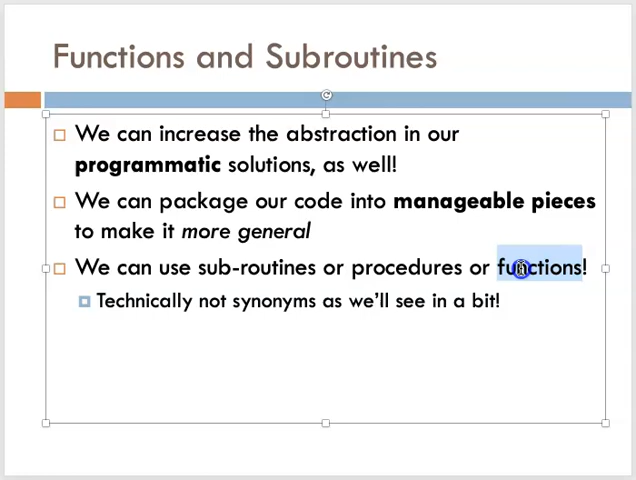 Functions and Subroutines
We can increase the abstraction in our
programmatic solutions, as well!
We can package our code into manageable pieces
to make it more general
We can use sub-routines or procedures or functions!
Technically not synonyms as we'll see in a bit!